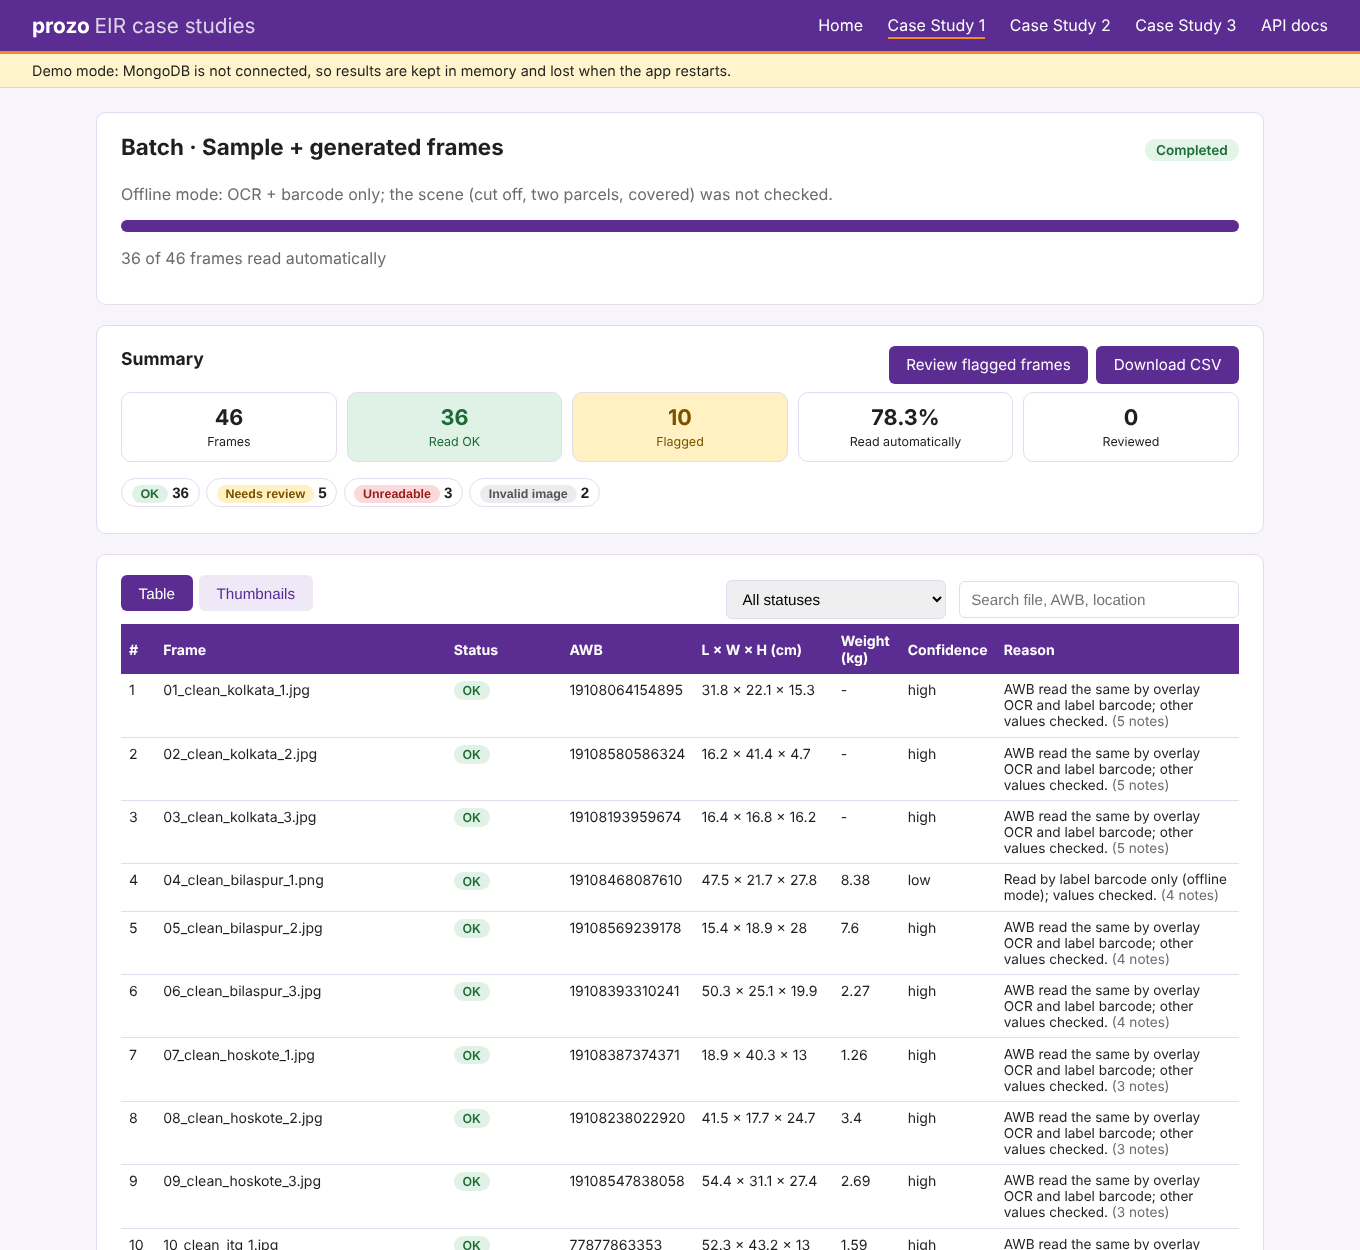 prozo EIR case studies Home Case Study 1 Case Study 2 Case Study 3 API docs
Demo mode: MongoDB is not connected, so results are kept in memory and lost when the app restarts.
Batch · Sample + generated frames Completed
Offline mode: OCR + barcode only; the scene (cut off, two parcels, covered) was not checked.
36 of 46 frames read automatically
Summary Review flagged frames Download CSV
46 36 10 78.3% 0
Frames Read OK Flagged Read automatically Reviewed
OK 36 Needs review 5 Unreadable 3 Invalid image 2
Table Thumbnails All statuses Search file, AWB, location
# Frame Status AWB L × W × H (cm) Weight (kg) Confidence Reason
1 01_clean_kolkata_1.jpg OK 19108064154895 31.8 × 22.1 × 15.3 - high AWB read the same by overlay
OCR and label barcode; other
values checked. (5 notes)
2 02_clean_kolkata_2.jpg OK 19108580586324 16.2 × 41.4 × 4.7 - high AWB read the same by overlay
OCR and label barcode; other
values checked. (5 notes)
3 03_clean_kolkata_3.jpg OK 19108193959674 16.4 × 16.8 × 16.2 - high AWB read the same by overlay
OCR and label barcode; other
values checked. (5 notes)
4 04_clean_bilaspur_1.png OK 19108468087610 47.5 × 21.7 × 27.8 8.38 low Read by label barcode only (offline
mode); values checked. (4 notes)
5 05_clean_bilaspur_2.jpg OK 19108569239178 15.4 × 18.9 × 28 7.6 high AWB read the same by overlay
OCR and label barcode; other
values checked. (4 notes)
6 06_clean_bilaspur_3.jpg OK 19108393310241 50.3 × 25.1 × 19.9 2.27 high AWB read the same by overlay
OCR and label barcode; other
values checked. (4 notes)
7 07_clean_hoskote_1.jpg OK 19108387374371 18.9 × 40.3 × 13 1.26 high AWB read the same by overlay
OCR and label barcode; other
values checked. (3 notes)
8 08_clean_hoskote_2.jpg OK 19108238022920 41.5 × 17.7 × 24.7 3.4 high AWB read the same by overlay
OCR and label barcode; other
values checked. (3 notes)
9 09_clean_hoskote_3.jpg OK 19108547838058 54.4 × 31.1 × 27.4 2.69 high AWB read the same by overlay
OCR and label barcode; other
values checked. (3 notes)
10 10_clean_jtg_1.jpg OK 77877863353 52.3 × 43.2 × 13 1.59 high AWB read the same by overlay